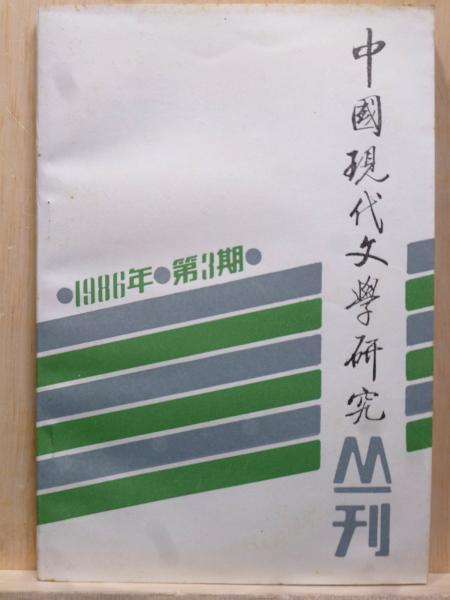 中國現代文學研究
丛刊
1986年 第3期